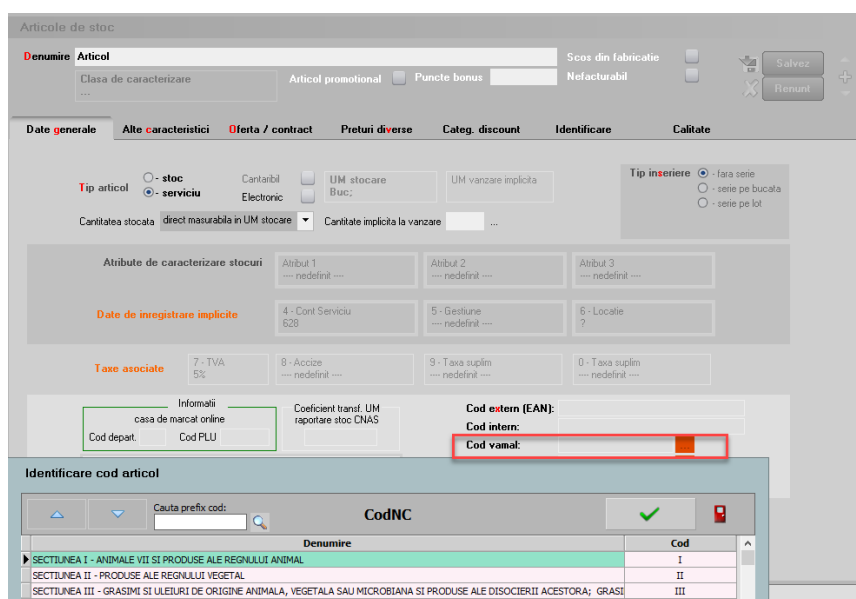 Articole de stoc
Denumire Articol
Scos din fabricatie
Salvez
Clasa de caracterizare
...
Articol promotional
Puncte bonus
Nefacturabil
Renunt
Date generale Alte caracteristici Oferta / contract Preturi diverse Categ. discount Identificare Calitate
Tip articol
- stoc
- serviciu
Cantaribil
Electronic
UM stocare
Buc;
UM vanzare implicita
Tip inseriere
- fara serie
- serie pe bucata
- serie pe lot
Cantitatea stocata direct masurabila in UM stocare Cantitate implicita la vanzare ...
Atribute de caracterizare stocuri
Atribut 1
---- nedefinit ----
Atribut 2
---- nedefinit ----
Atribut 3
---- nedefinit ----
Date de inregistrare implicite
4 - Cont Serviciu
628
5 - Gestiune
---- nedefinit ----
6 - Locatie
?
Taxe asociate
7 - TVA
5%
8 - Accize
---- nedefinit ----
9 - Taxa suplim
---- nedefinit ----
0 - Taxa suplim
---- nedefinit ----
Informatii
casa de marcat online
Cod depart. Cod PLU
Coeficient transf. UM
raportare stoc CNAS
Cod extern (EAN):
Cod intern:
Cod vamal:
Identificare cod articol
Cauta prefix cod:
CodNC
Denumire Cod
SECTIUNEA I - ANIMALE VII SI PRODUSE ALE REGNULUI ANIMAL I
SECTIUNEA II - PRODUSE ALE REGNULUI VEGETAL II
SECTIUNEA III - GRASIMI SI ULEIURI DE ORIGINE ANIMALA, VEGETALA SAU MICROBIANA SI PRODUSE ALE DISOCIERII ACESTORA; GRASI III